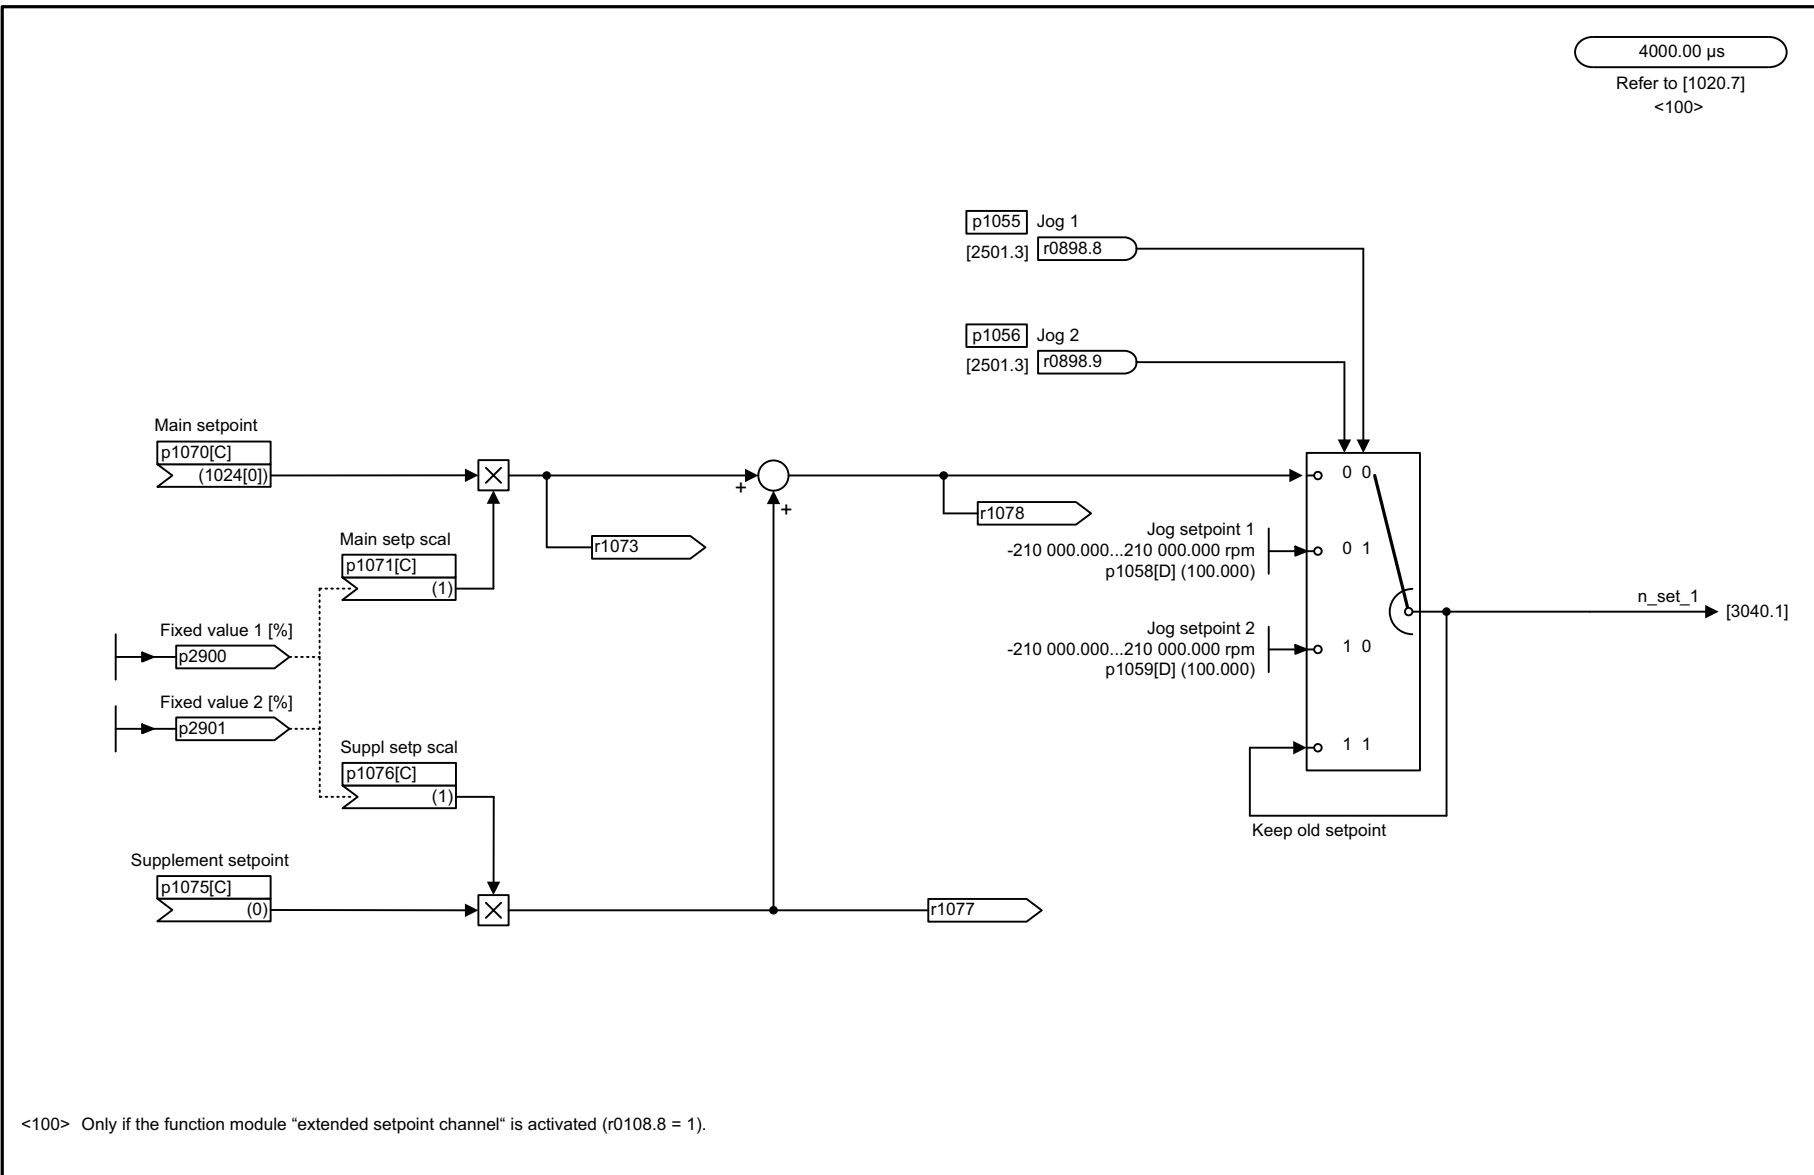 4000.00 µs
Refer to [1020.7]
<100>
p1055 Jog 1
[2501.3] r0898.8
p1056 Jog 2
[2501.3] r0898.9
Main setpoint
p1070[C]
(1024[0])
+
+
r1078
Main setp scal
p1071[C]
(1)
r1073
0 0
Jog setpoint 1
-210 000.000...210 000.000 rpm
p1058[D] (100.000)
0 1
n_set_1
[3040.1]
Fixed value 1 [%]
p2900
Jog setpoint 2
-210 000.000...210 000.000 rpm
p1059[D] (100.000)
1 0
Fixed value 2 [%]
p2901
Suppl setp scal
p1076[C]
(1)
1 1
Keep old setpoint
Supplement setpoint
p1075[C]
(0)
r1077
<100> Only if the function module “extended setpoint channel“ is activated (r0108.8 = 1).